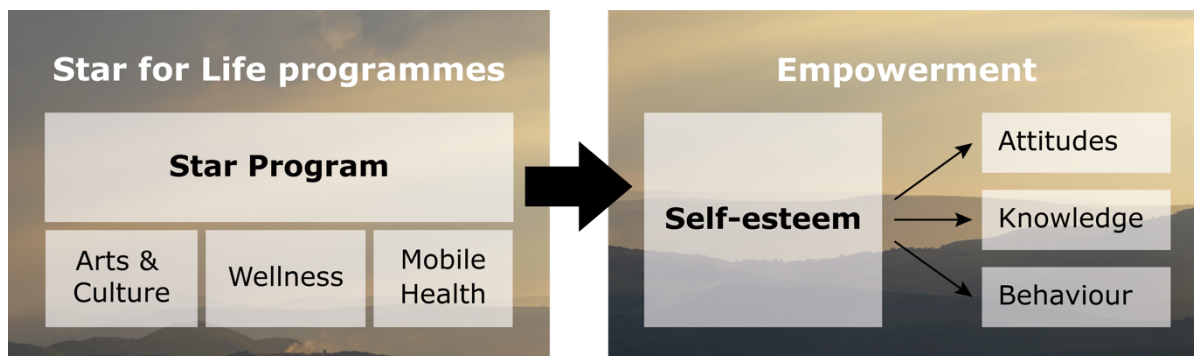 Star for Life programmes
Star Program
Arts &
Culture
Wellness
Mobile
Health
Empowerment
Self-esteem
Attitudes
Knowledge
Behaviour